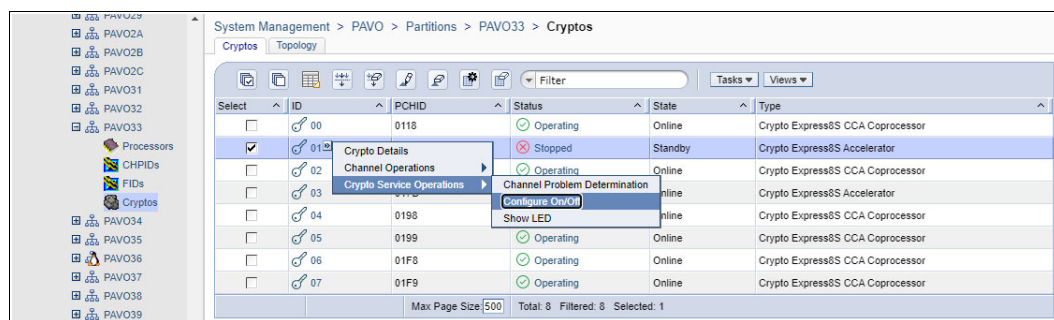 PAVO29
PAVO2A
PAVO2B
PAVO2C
PAVO31
PAVO32
PAVO33
Processors
CHPIDs
FIDs
Cryptos
PAVO34
PAVO35
PAVO36
PAVO37
PAVO38
PAVO39
System Management > PAVO > Partitions > PAVO33 > Cryptos
Cryptos Topology
Filter Tasks Views
Select ID PCHID Status State Type
00 0118 Operating Online Crypto Express8S CCA Coprocessor
01 Stopped Standby Crypto Express8S Accelerator
02 Operating Online Crypto Express8S CCA Coprocessor
03 Online Crypto Express8S Accelerator
04 0198 Online Crypto Express8S CCA Coprocessor
05 0199 Operating Online Crypto Express8S CCA Coprocessor
06 01F8 Operating Online Crypto Express8S CCA Coprocessor
07 01F9 Operating Online Crypto Express8S CCA Coprocessor
Crypto Details
Channel Operations
Crypto Service Operations
Channel Problem Determination
Configure On/Off
Show LED
Max Page Size: 500 Total: 8 Filtered: 8 Selected: 1